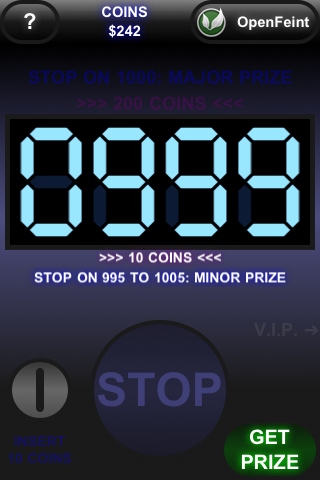 ?
COINS
$242
OpenFeint
STOP ON 1000: MAJOR PRIZE
>>> 200 COINS <<<
0999
>>> 10 COINS <<<
STOP ON 995 TO 1005: MINOR PRIZE
V.I.P. →
STOP
INSERT
10 COINS
GET
PRIZE